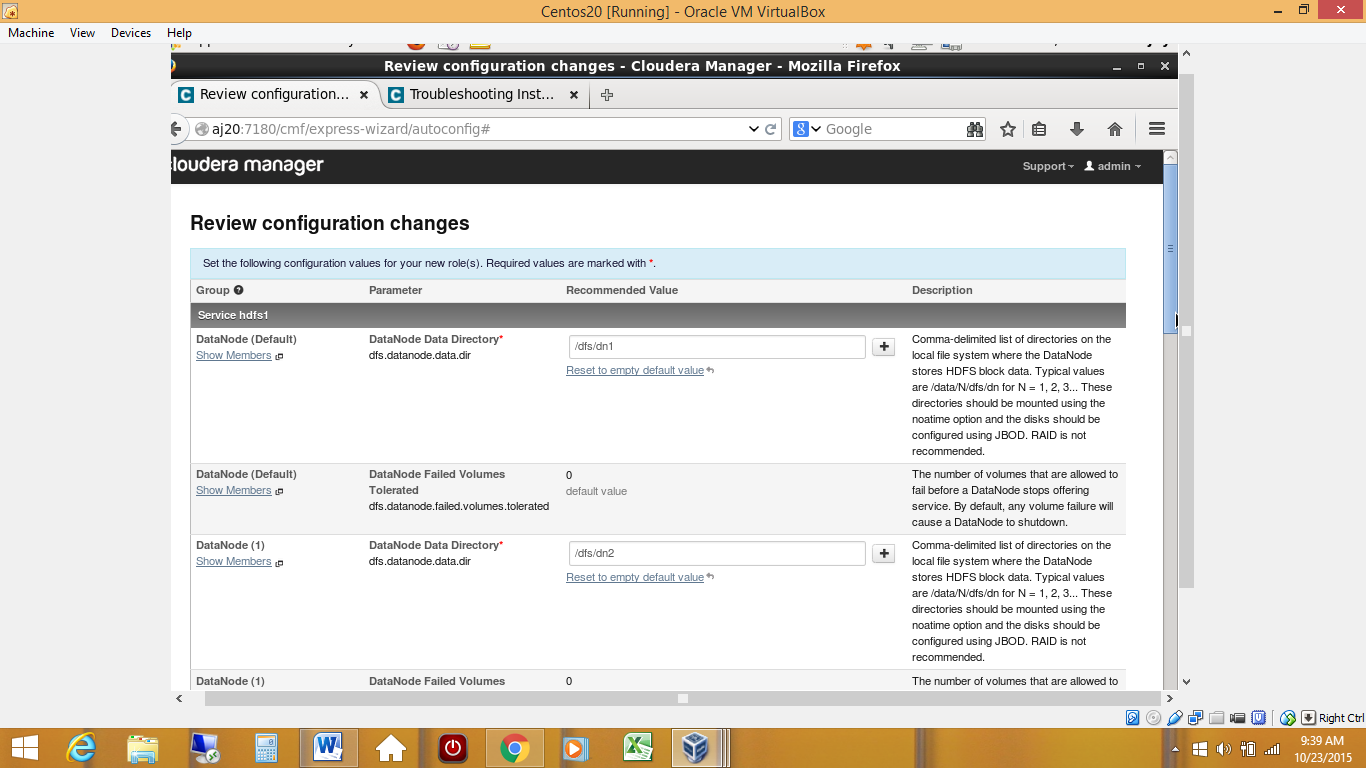 Centos20 [Running] - Oracle VM VirtualBox
Machine View Devices Help
Review configuration changes - Cloudera Manager - Mozilla Firefox
Review configuration... Troubleshooting Inst...
aj20:7180/cmf/express-wizard/autoconfig# Google
cloudera manager Support admin
Review configuration changes
Set the following configuration values for your new role(s). Required values are marked with *.
Group Parameter Recommended Value Description
Service hdfs1
DataNode (Default)
Show Members
DataNode Data Directory*
dfs.datanode.data.dir
/dfs/dn1
Reset to empty default value
Comma-delimited list of directories on the
local file system where the DataNode
stores HDFS block data. Typical values
are /data/N/dfs/dn for N = 1, 2, 3... These
directories should be mounted using the
noatime option and the disks should be
configured using JBOD. RAID is not
recommended.
DataNode (Default)
Show Members
DataNode Failed Volumes
Tolerated
dfs.datanode.failed.volumes.tolerated
0
default value
The number of volumes that are allowed to
fail before a DataNode stops offering
service. By default, any volume failure will
cause a DataNode to shutdown.
DataNode (1)
Show Members
DataNode Data Directory*
dfs.datanode.data.dir
/dfs/dn2
Reset to empty default value
Comma-delimited list of directories on the
local file system where the DataNode
stores HDFS block data. Typical values
are /data/N/dfs/dn for N = 1, 2, 3... These
directories should be mounted using the
noatime option and the disks should be
configured using JBOD. RAID is not
recommended.
DataNode (1)
DataNode Failed Volumes
0
The number of volumes that are allowed to
Right Ctrl
9:39 AM
10/23/2015